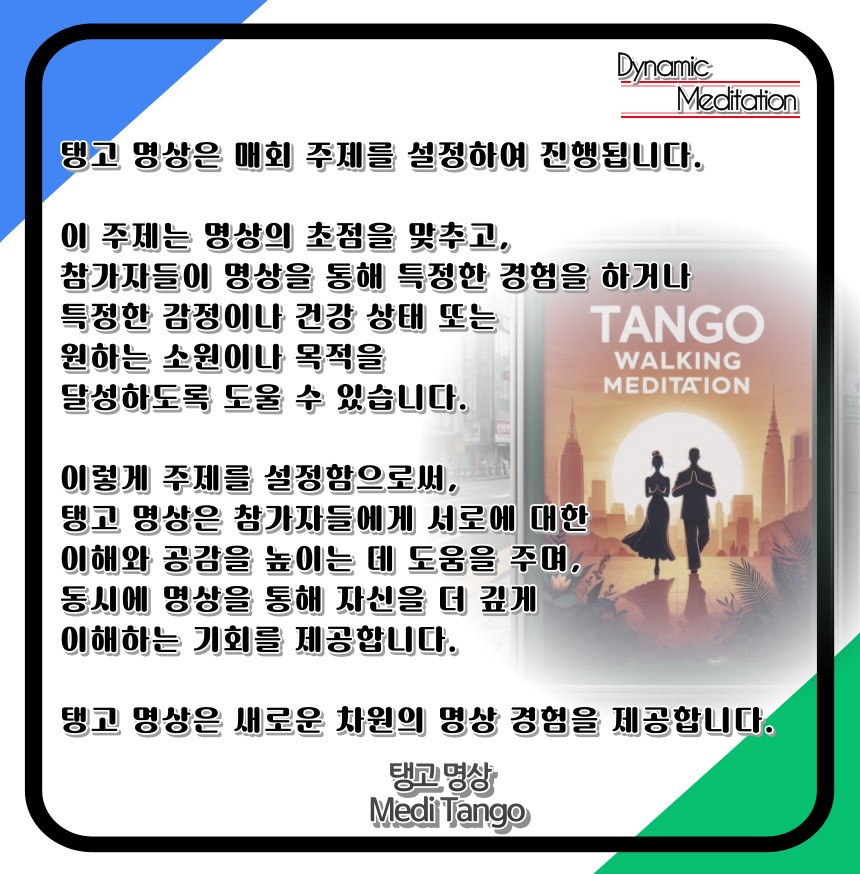 Dynamic
Meditation
탱고 명상은 매회 주제를 설정하여 진행됩니다.
이 주제는 명상의 초점을 맞추고,
참가자들이 명상을 통해 특정한 경험을 하거나
특정한 감정이나 건강 상태 또는
원하는 소원이나 목적을
달성하도록 도울 수 있습니다.
TANGO
WALKING
MEDITATION
이렇게 주제를 설정함으로써,
탱고 명상은 참가자들에게 서로에 대한
이해와 공감을 높이는 데 도움을 주며,
동시에 명상을 통해 자신을 더 깊게
이해하는 기회를 제공합니다.
탱고 명상은 새로운 차원의 명상 경험을 제공합니다.
탱고 명상
Medi Tango